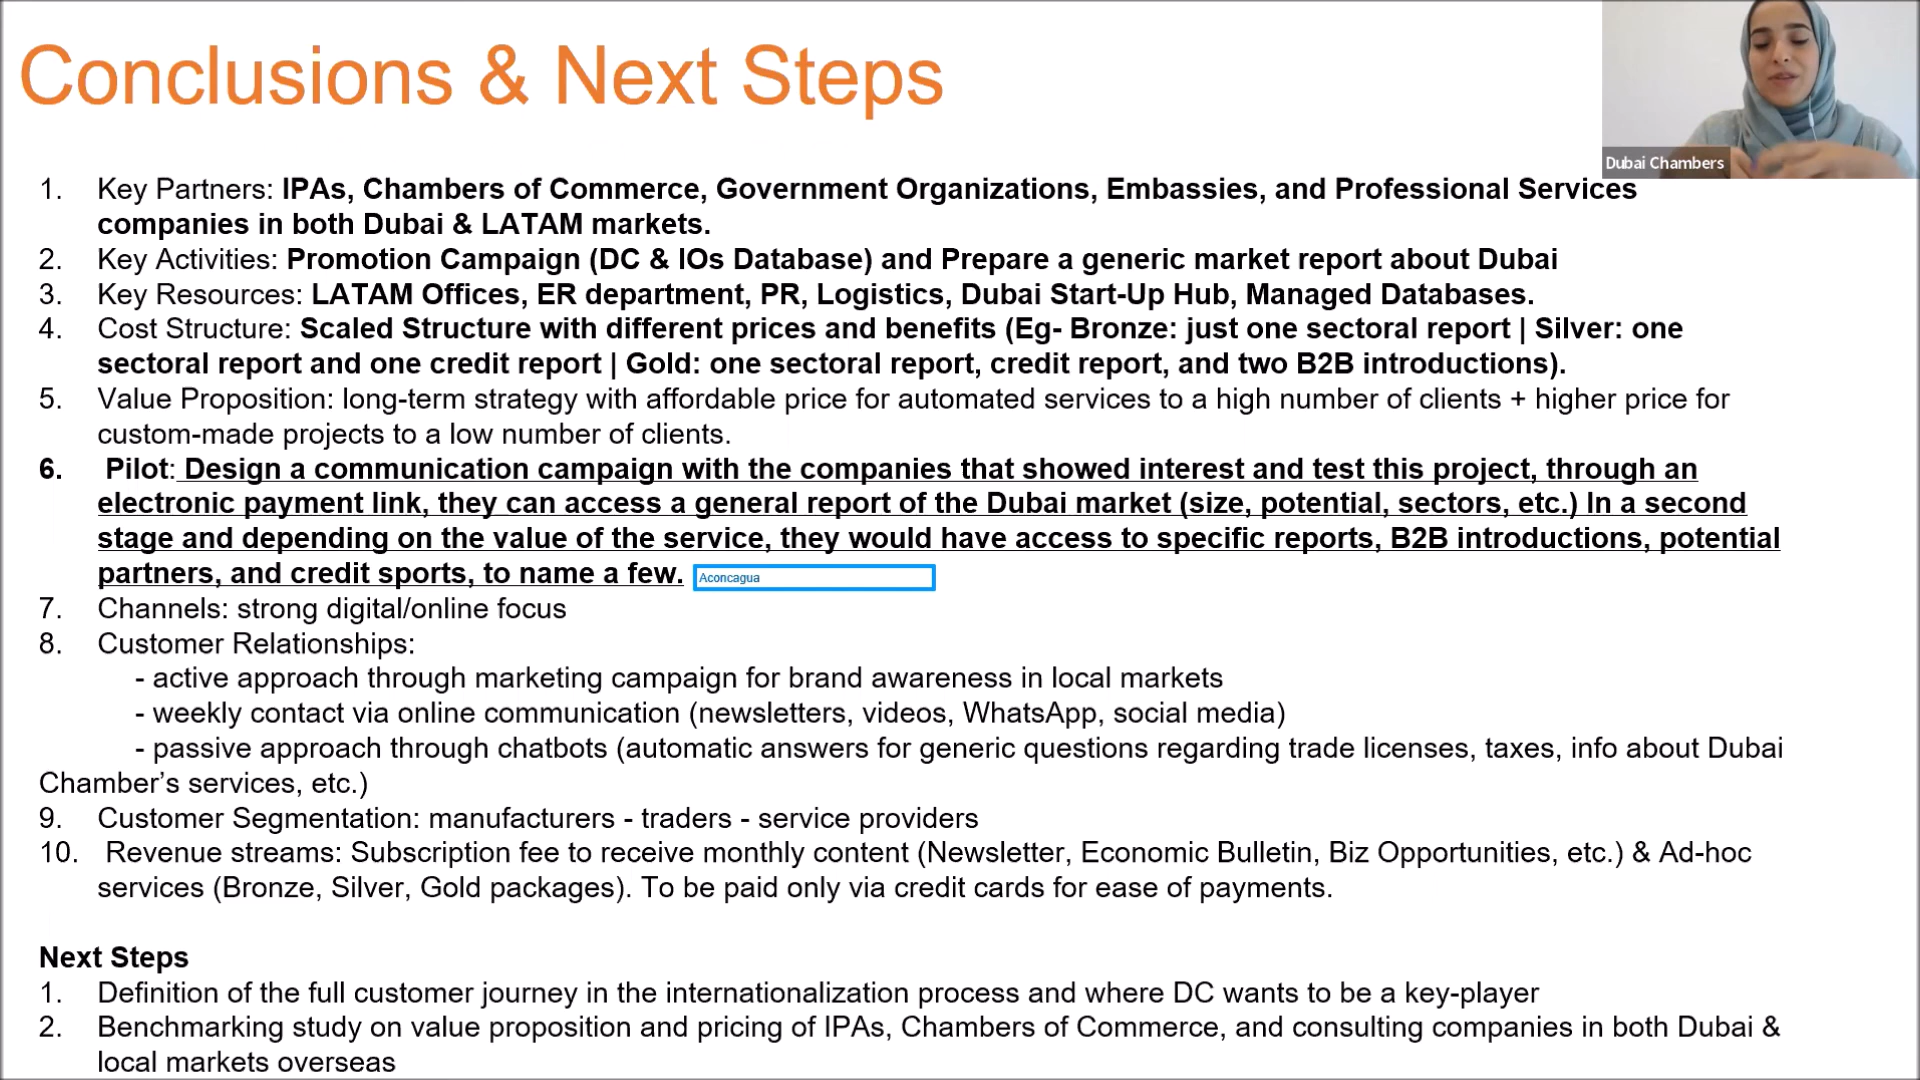 Conclusions & Next Steps
Dubai Chambers
1. Key Partners: IPAs, Chambers of Commerce, Government Organizations, Embassies, and Professional Services
companies in both Dubai & LATAM markets.
2. Key Activities: Promotion Campaign (DC & IOs Database) and Prepare a generic market report about Dubai
3. Key Resources: LATAM Offices, ER department, PR, Logistics, Dubai Start-Up Hub, Managed Databases.
4. Cost Structure: Scaled Structure with different prices and benefits (Eg- Bronze: just one sectoral report | Silver: one
sectoral report and one credit report | Gold: one sectoral report, credit report, and two B2B introductions).
5. Value Proposition: long-term strategy with affordable price for automated services to a high number of clients + higher price for
custom-made projects to a low number of clients.
6. Pilot: Design a communication campaign with the companies that showed interest and test this project, through an
electronic payment link, they can access a general report of the Dubai market (size, potential, sectors, etc.) In a second
stage and depending on the value of the service, they would have access to specific reports, B2B introductions, potential
partners, and credit sports, to name a few. Aconcagua
7. Channels: strong digital/online focus
8. Customer Relationships:
- active approach through marketing campaign for brand awareness in local markets
- weekly contact via online communication (newsletters, videos, WhatsApp, social media)
- passive approach through chatbots (automatic answers for generic questions regarding trade licenses, taxes, info about Dubai
Chamber's services, etc.)
9. Customer Segmentation: manufacturers - traders - service providers
10. Revenue streams: Subscription fee to receive monthly content (Newsletter, Economic Bulletin, Biz Opportunities, etc.) & Ad-hoc
services (Bronze, Silver, Gold packages). To be paid only via credit cards for ease of payments.
Next Steps
1. Definition of the full customer journey in the internationalization process and where DC wants to be a key-player
2. Benchmarking study on value proposition and pricing of IPAs, Chambers of Commerce, and consulting companies in both Dubai &
local markets overseas